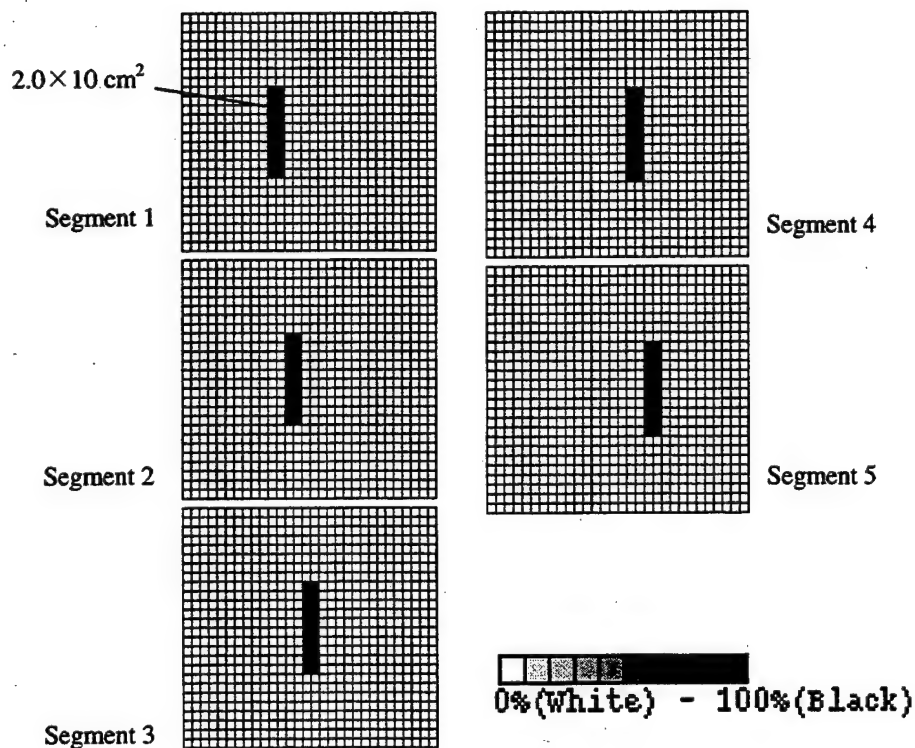 2.0×10 cm²
Segment 1
Segment 4
Segment 2
Segment 5
Segment 3
0%(White) - 100%(Black)